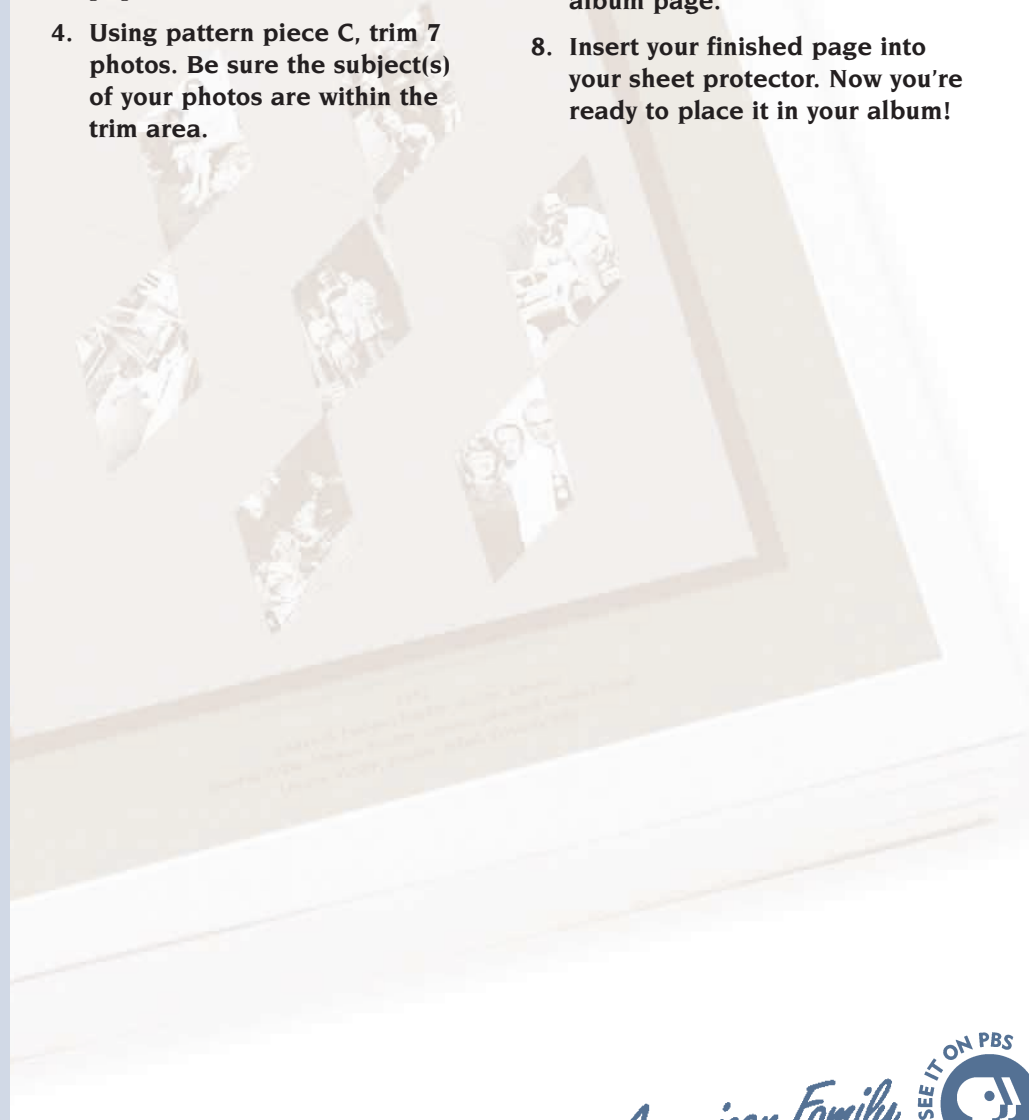 4. Using pattern piece C, trim 7
photos. Be sure the subject(s)
of your photos are within the
trim area.
album page.
8. Insert your finished page into
your sheet protector. Now you're
ready to place it in your album!
American Family
SEE IT ON PBS